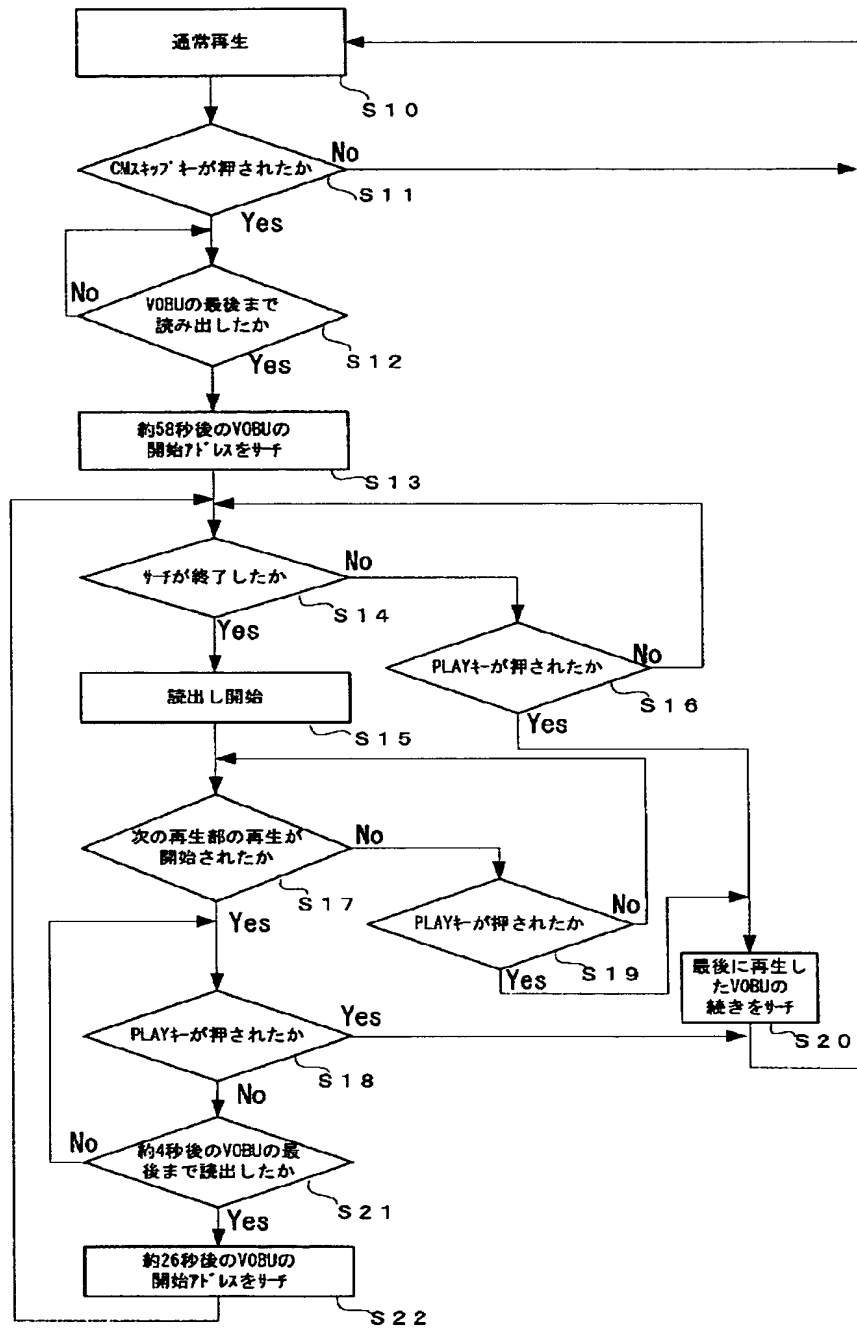 通常再生
S10
CMｽｷｯﾌﾟｷｰが押されたか
No
S11
Yes
No
VOBUの最後まで
読み出したか
S12
Yes
約58秒後のVOBUの
開始ｱﾄﾞﾚｽをｻｰﾁ
S13
ｻｰﾁが終了したか
No
S14
Yes
PLAYｷｰが押されたか
No
S16
Yes
読出し開始
S15
次の再生部の再生が
開始されたか
No
S17
Yes
PLAYｷｰが押されたか
No
S19
Yes
最後に再生し
たVOBUの
続きをｻｰﾁ
S20
PLAYｷｰが押されたか
Yes
S18
No
No
約4秒後のVOBUの最
後まで読出したか
S21
Yes
約26秒後のVOBUの
開始ｱﾄﾞﾚｽをｻｰﾁ
S22